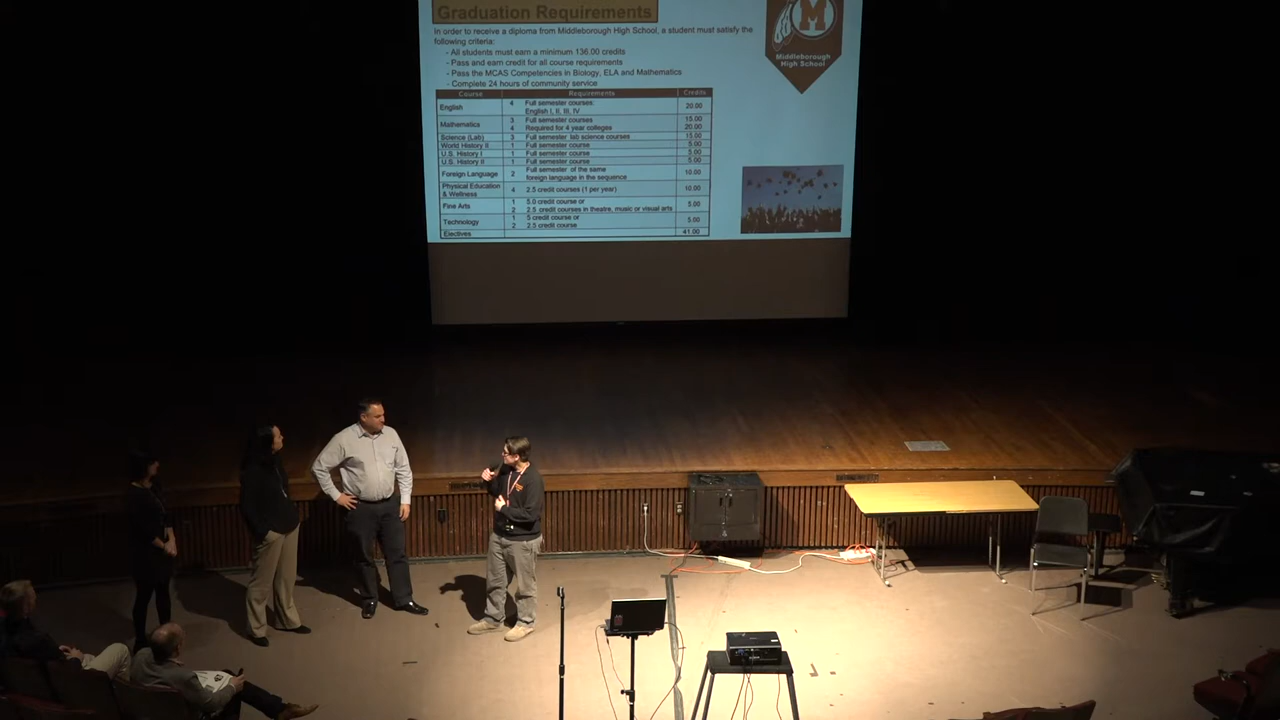 Graduation Requirements
In order to receive a diploma from Middleborough High School, a student must satisfy the
following criteria:
- All students must earn a minimum 136.00 credits
- Pass and earn credit for all course requirements
- Pass the MCAS Competencies in Biology, ELA and Mathematics
- Complete 24 hours of community service
M
Middleborough
High School
Course Requirements Credits
English 4 Full semester courses: 20.00
English I, II, III, IV
Mathematics 3 Full semester courses 15.00
4 Required for 4 year colleges 20.00
Science (Lab) 3 Full semester lab science courses 15.00
World History II 1 Full semester course 5.00
U.S. History I 1 Full semester course 5.00
U.S. History II 1 Full semester course 5.00
Foreign Language 2 Full semester of the same 10.00
foreign language in the sequence
Physical Education 4 2.5 credit courses (1 per year) 10.00
& Wellness
Fine Arts 1 5.0 credit course or 5.00
2 2.5 credit courses in theatre, music or visual arts
Technology 1 5 credit course or 5.00
2 2.5 credit course
Electives 41.00